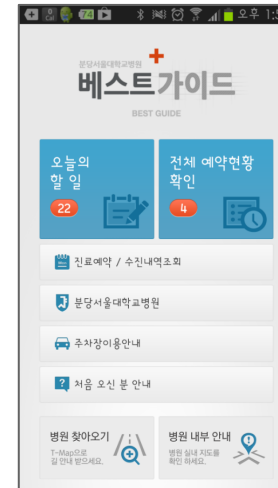 오후 1:5
분당서울대학교병원
베스트가이드
BEST GUIDE
오늘의
할 일
22
전체 예약현황
확인
4
진료예약 / 수진내역조회
분당서울대학교병원
주차장이용안내
처음 오신 분 안내
병원 찾아오기
T-Map으로
길 안내 받으세요.
병원 내부 안내
병원 실내 지도를
확인 하세요.